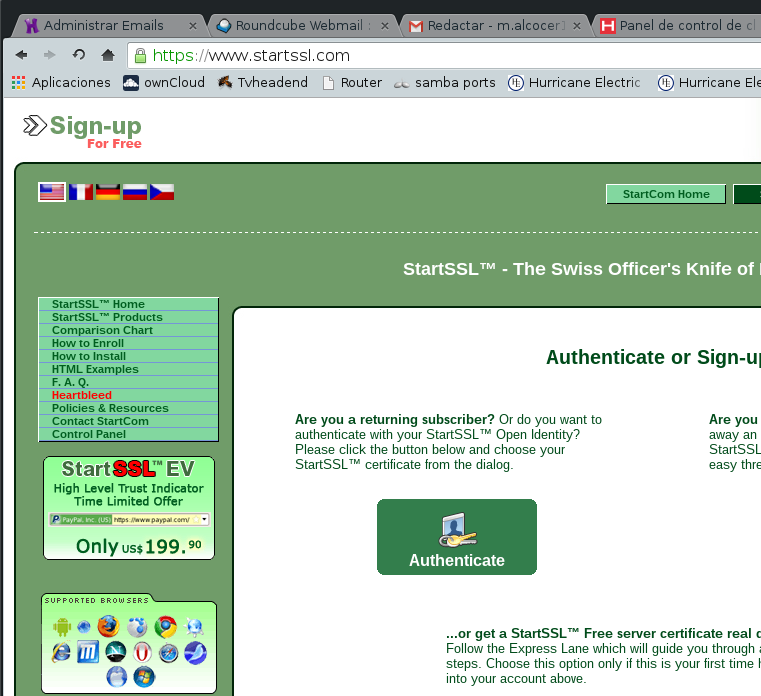 Administrar Emails
Roundcube Webmail :
Redactar - m.alcocer1
Panel de control de cl
https://www.startssl.com
Aplicaciones
ownCloud
Tvheadend
Router
samba ports
Hurricane Electric
Hurricane Ele
Sign-up
For Free
StartCom Home
StartSSL™ - The Swiss Officer's Knife of
StartSSL™ Home
StartSSL™ Products
Comparison Chart
How to Enroll
How to Install
HTML Examples
F. A. Q.
Heartbleed
Policies & Resources
Contact StartCom
Control Panel
Authenticate or Sign-up
Are you a returning subscriber? Or do you want to
authenticate with your StartSSL™ Open Identity?
Please click the button below and choose your
StartSSL™ certificate from the dialog.
Are you
away an
StartSSL
easy thre
Authenticate
StartSSL™ EV
High Level Trust Indicator
Time Limited Offer
PayPal, Inc. (US) https://www.paypal.com/
Only US$ 199.90
SUPPORTED BROWSERS
...or get a StartSSL™ Free server certificate real
Follow the Express Lane which will guide you through a
steps. Choose this option only if this is your first time
into your account above.